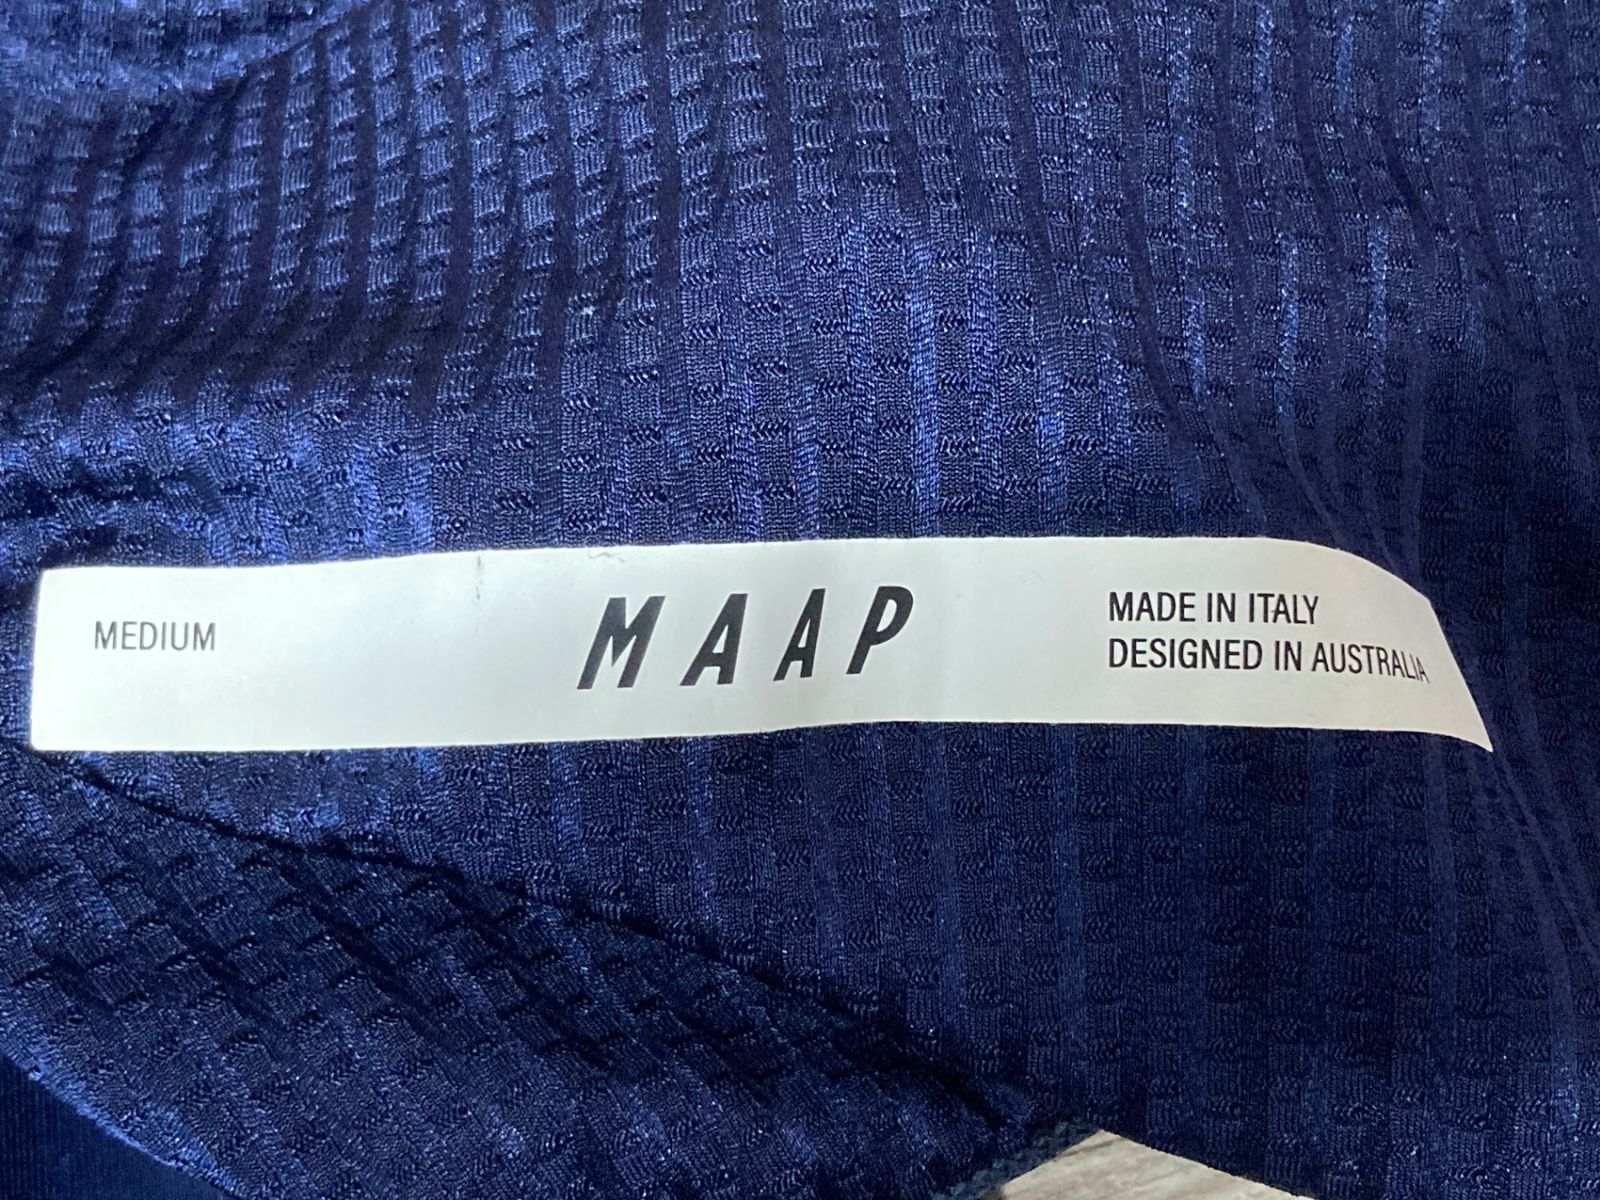 MEDIUM
MAAP
MADE IN ITALY
DESIGNED IN AUSTRALIA